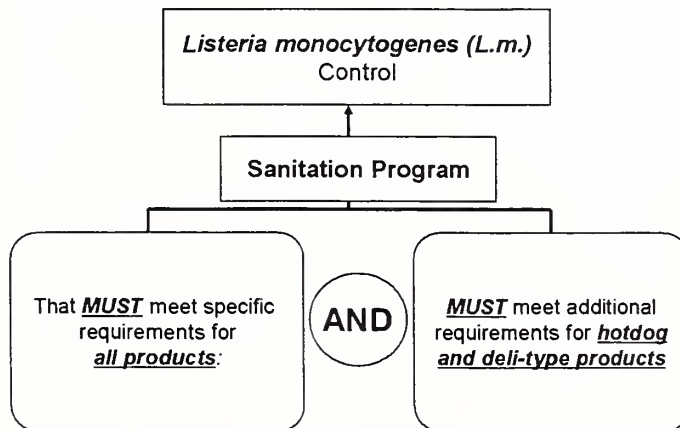 Listeria monocytogenes (L.m.)
Control
Sanitation Program
That MUST meet specific
requirements for
all products:
AND
MUST meet additional
requirements for hotdog
and deli-type products